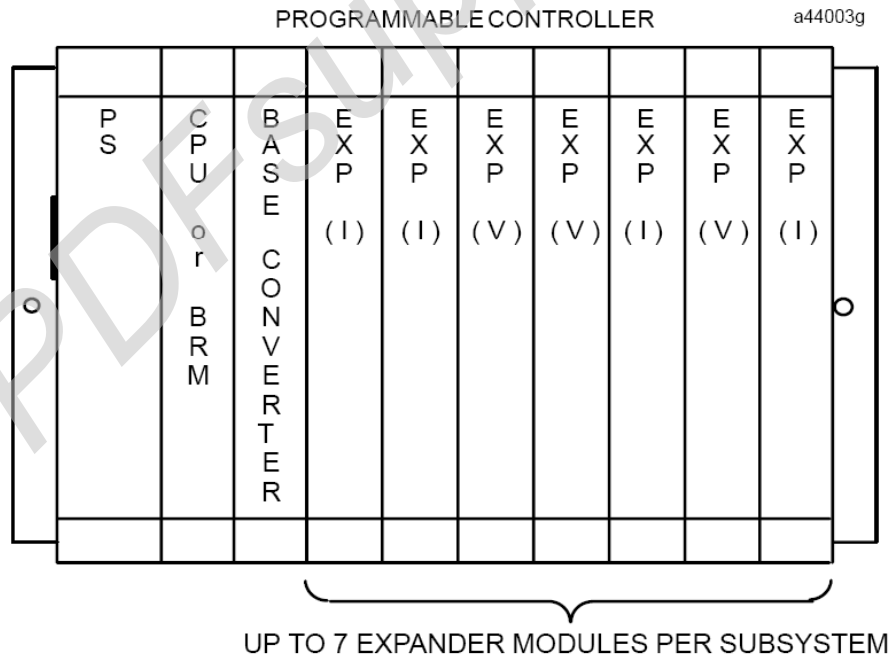 PROGRAMMABLE CONTROLLER
a44003g
PS
CPU or BRM
BASE CONVERTER
EXP (I)
EXP (I)
EXP (V)
EXP (V)
EXP (I)
EXP (V)
EXP (I)
UP TO 7 EXPANDER MODULES PER SUBSYSTEM
PDFsup